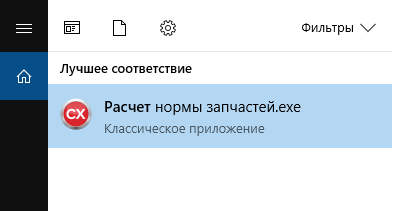 Фильтры
Лучшее соответствие
CX
Расчет нормы запчастей.exe
Классическое приложение